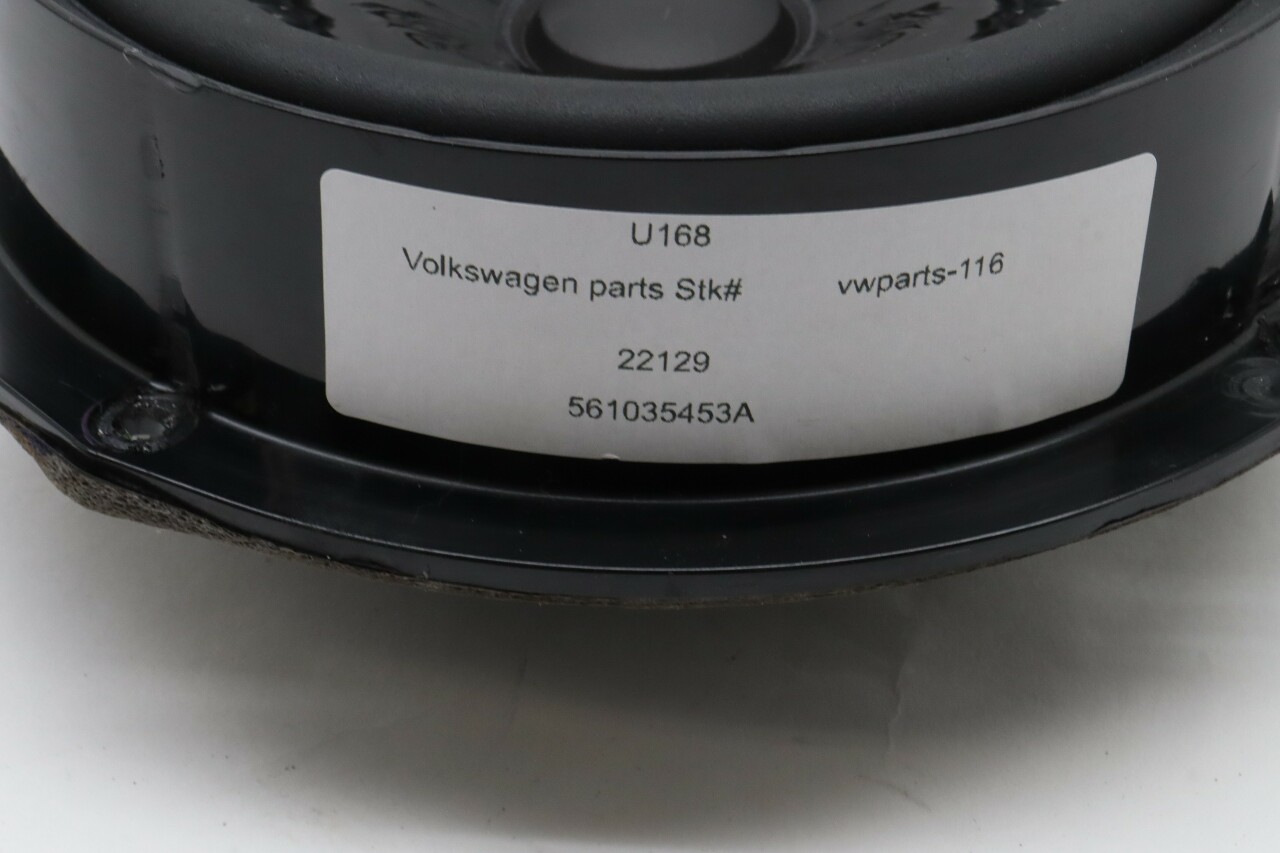 U168
Volkswagen parts Stk# vwparts-116
22129
561035453A